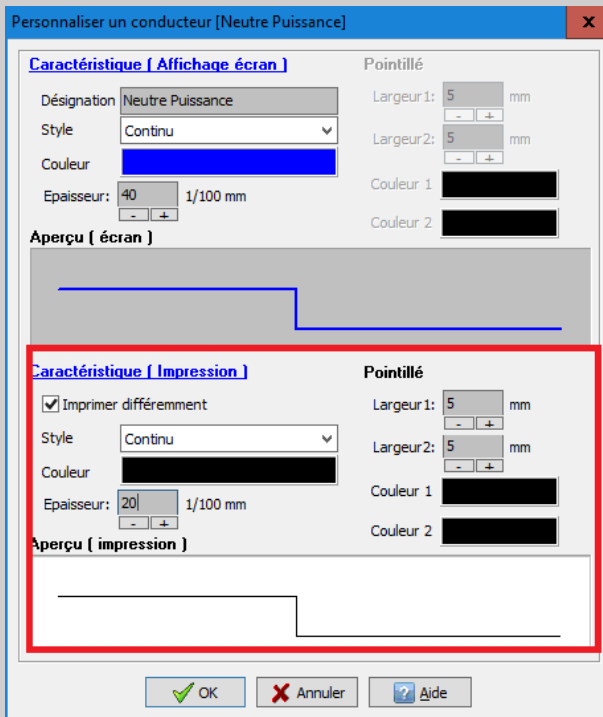 Personnaliser un conducteur [Neutre Puissance]
x
Caractéristique ( Affichage écran )
Pointillé
Désignation Neutre Puissance
Largeur1: 5 mm
- +
Style Continu
Largeur2: 5 mm
- +
Couleur
Couleur 1
Epaisseur: 40 1/100 mm
- +
Couleur 2
Aperçu ( écran )
Caractéristique ( Impression )
Pointillé
Imprimer différemment
Largeur1: 5 mm
- +
Style Continu
Largeur2: 5 mm
- +
Couleur
Couleur 1
Epaisseur: 20 1/100 mm
- +
Couleur 2
Aperçu ( impression )
OK
Annuler
? Aide